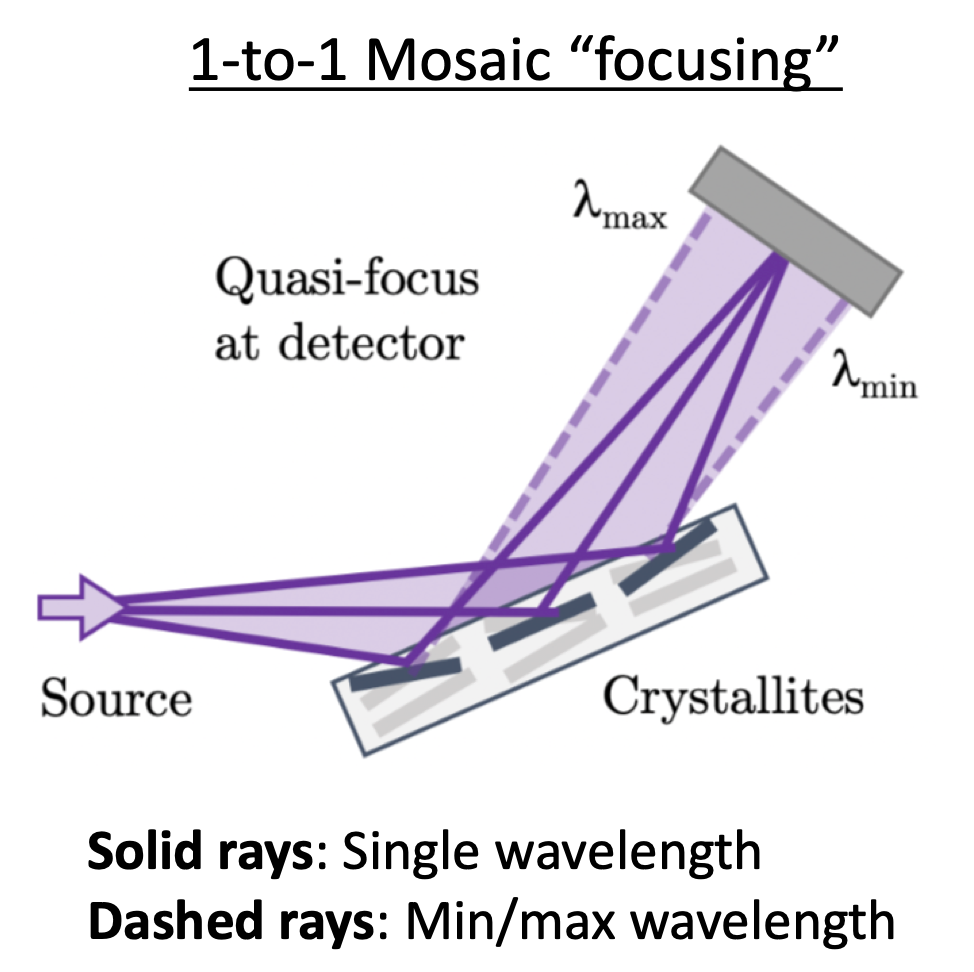 1-to-1 Mosaic “focusing”
λmax
Quasi-focus
at detector
λmin
Source
Crystallites
Solid rays: Single wavelength
Dashed rays: Min/max wavelength